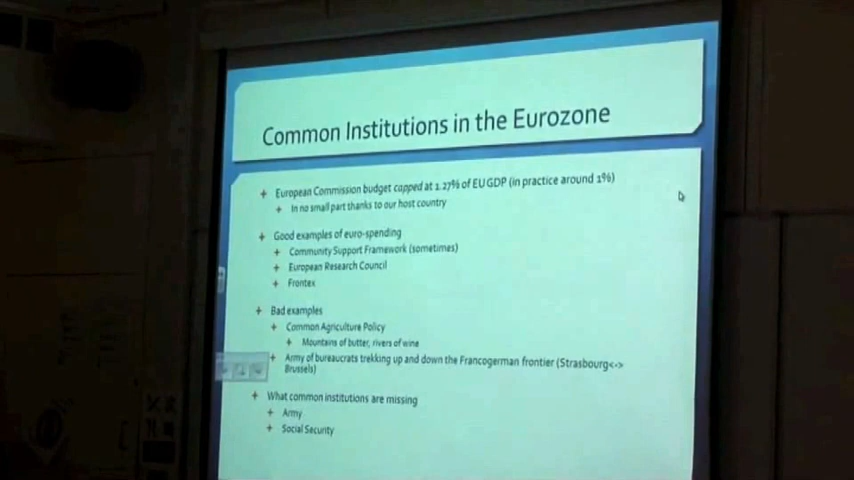 Common Institutions in the Eurozone
European Commission budget capped at 1.27% of EU GDP (in practice around 1%)
In no small part thanks to our host country
Good examples of euro-spending
Community Support Framework (sometimes)
European Research Council
Frontex
Bad examples
Common Agriculture Policy
Mountains of butter, rivers of wine
Army of bureaucrats trekking up and down the Francogerman frontier (Strasbourg<->
Brussels)
What common institutions are missing
Army
Social Security